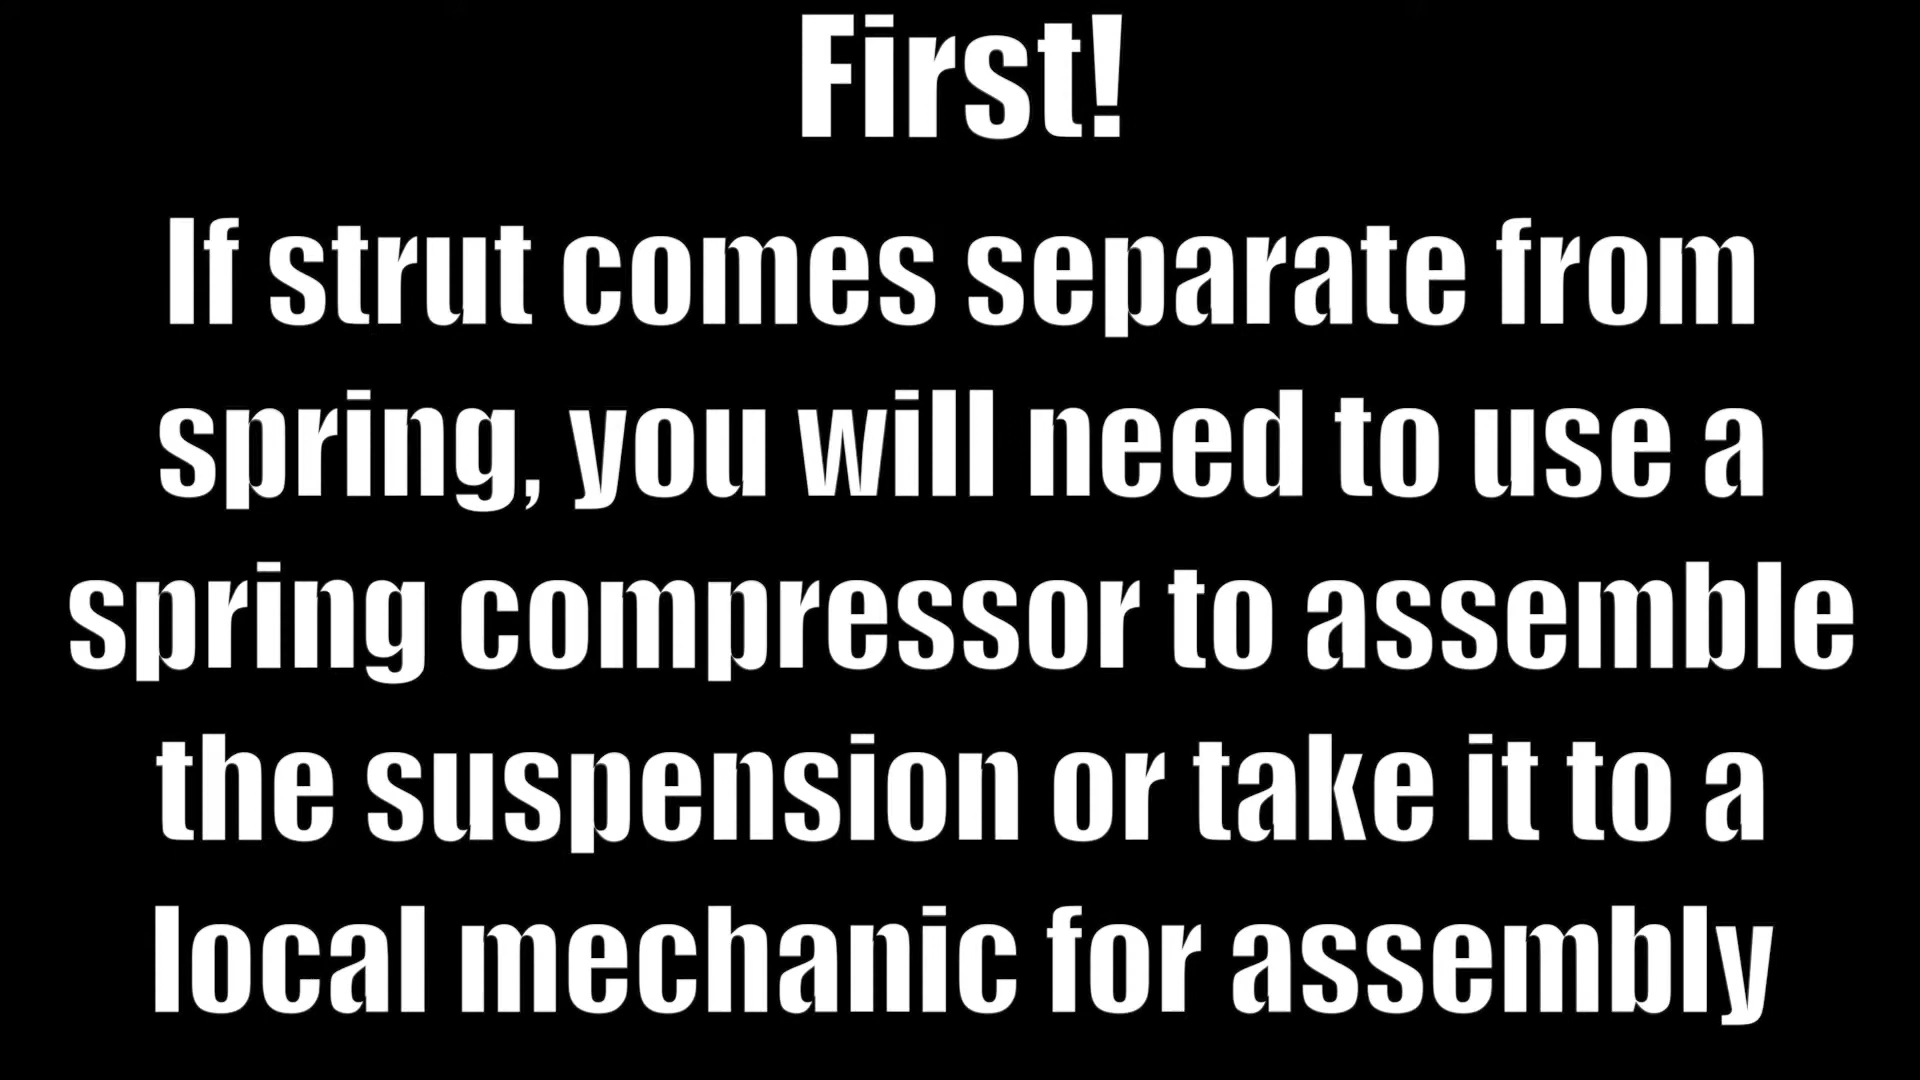 First!
If strut comes separate from
spring, you will need to use a
spring compressor to assemble
the suspension or take it to a
local mechanic for assembly